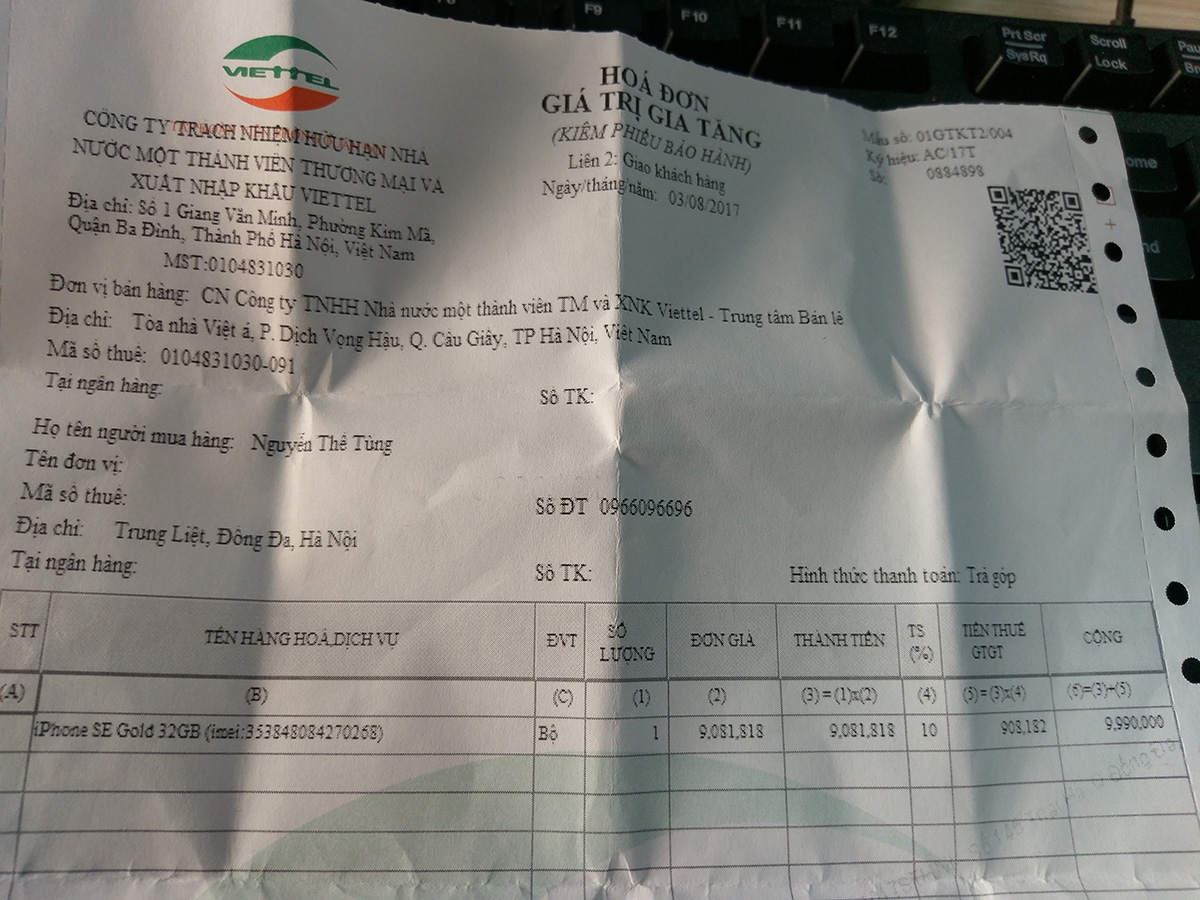 F9
F10
F11
F12
Prt Scr
SysRq
Scroll
Lock
VIETTEL
CÔNG TY TRÁCH NHIỆM HỮU HẠN NHÀ
NƯỚC MỘT THÀNH VIÊN THƯƠNG MẠI VÀ
XUẤT NHẬP KHẨU VIETTEL
Địa chỉ: Số 1 Giang Văn Minh, Phường Kim Mã,
Quận Ba Đình, Thành Phố Hà Nội, Việt Nam
MST:0104831030
HOÁ ĐƠN
GIÁ TRỊ GIA TĂNG
(KIÊM PHIẾU BẢO HÀNH)
Liên 2: Giao khách hàng
Ngày/tháng/năm: 03/08/2017
Mẫu số: 01GTKT2/004
Ký hiệu: AC/17T
Số: 0884898
Đơn vị bán hàng: CN Công ty TNHH Nhà nước một thành viên TM và XNK Viettel - Trung tâm Bán lẻ
Địa chỉ: Tòa nhà Việt á, P. Dịch Vọng Hậu, Q. Cầu Giấy, TP Hà Nội, Việt Nam
Mã số thuế: 0104831030-091
Tại ngân hàng: Số TK:
Họ tên người mua hàng: Nguyễn Thế Tùng
Tên đơn vị:
Mã số thuế: Số ĐT 0966096696
Địa chỉ: Trung Liệt, Đống Đa, Hà Nội
Tại ngân hàng: Số TK: Hình thức thanh toán: Trả góp
STT TÊN HÀNG HOÁ,DỊCH VỤ ĐVT SỐ LƯỢNG ĐƠN GIÁ THÀNH TIỀN TS (%) TIỀN THUẾ GTGT CỘNG
(A) (B) (C) (1) (2) (3) = (1)x(2) (4) (5) = (3)x(4) (6)=(3)+(5)
iPhone SE Gold 32GB (imei:353848084270268) Bộ 1 9,081,818 9,081,818 10 908,182 9,990,000